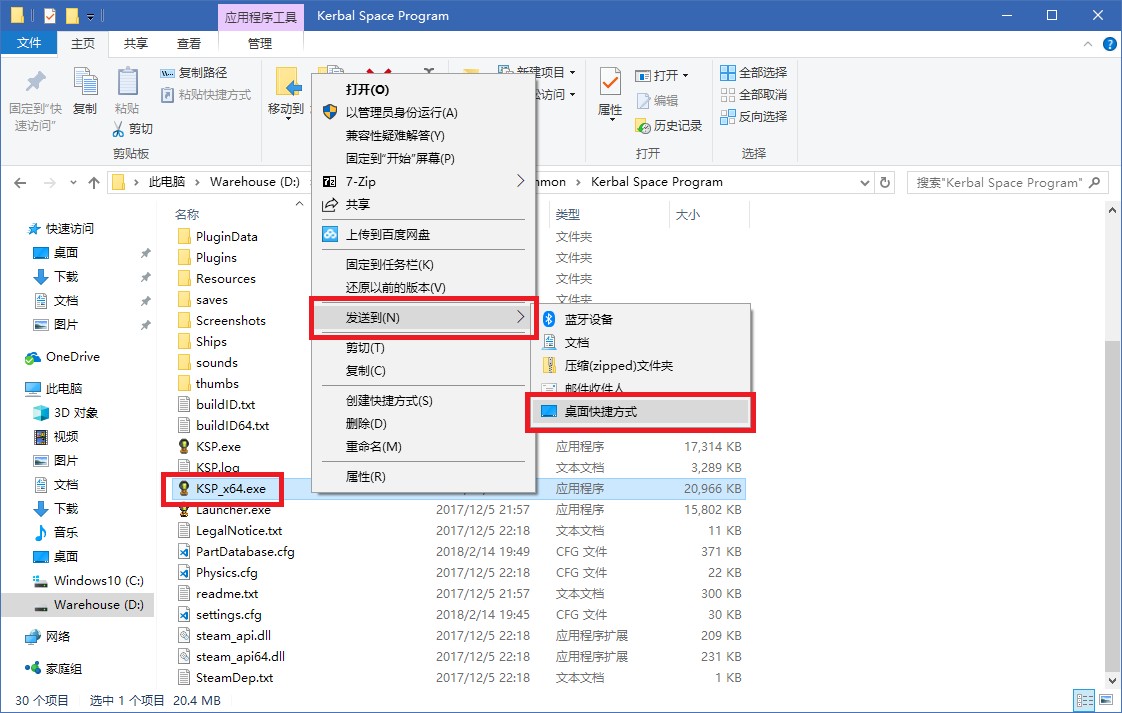 应用程序工具
Kerbal Space Program
文件
主页
共享
查看
管理
固定到“快速访问”
复制
粘贴
复制路径
粘贴快捷方式
剪切
剪贴板
移动到
新建项目
访问
属性
打开
编辑
历史记录
打开
全部选择
全部取消
反向选择
选择
此电脑
Warehouse (D:)
Kerbal Space Program
搜索"Kerbal Space Program"
快速访问
桌面
下载
文档
图片
OneDrive
此电脑
3D 对象
视频
图片
文档
下载
音乐
桌面
Windows10 (C:)
Warehouse (D:)
网络
家庭组
名称
类型
大小
PluginData 文件夹
Plugins 文件夹
Resources 文件夹
saves 文件夹
Screenshots
Ships
sounds
thumbs
buildID.txt
buildID64.txt
KSP.exe 应用程序 17,314 KB
KSP.log 文本文档 3,289 KB
KSP_x64.exe 应用程序 20,966 KB
Launcher.exe 2017/12/5 21:57 应用程序 15,802 KB
LegalNotice.txt 2017/12/5 22:18 文本文档 11 KB
PartDatabase.cfg 2018/2/14 19:49 CFG 文件 371 KB
Physics.cfg 2017/12/5 22:18 CFG 文件 22 KB
readme.txt 2017/12/5 21:57 文本文档 300 KB
settings.cfg 2018/2/14 19:45 CFG 文件 30 KB
steam_api.dll 2017/12/5 22:18 应用程序扩展 209 KB
steam_api64.dll 2017/12/5 22:18 应用程序扩展 231 KB
SteamDep.txt 2017/12/5 22:18 文本文档 1 KB
打开(O)
以管理员身份运行(A)
兼容性疑难解答(Y)
固定到"开始"屏幕(P)
7-Zip
共享
上传到百度网盘
固定到任务栏(K)
还原以前的版本(V)
发送到(N)
剪切(T)
复制(C)
创建快捷方式(S)
删除(D)
重命名(M)
属性(R)
蓝牙设备
文档
压缩(zipped)文件夹
邮件收件人
桌面快捷方式
30 个项目
选中 1 个项目 20.4 MB